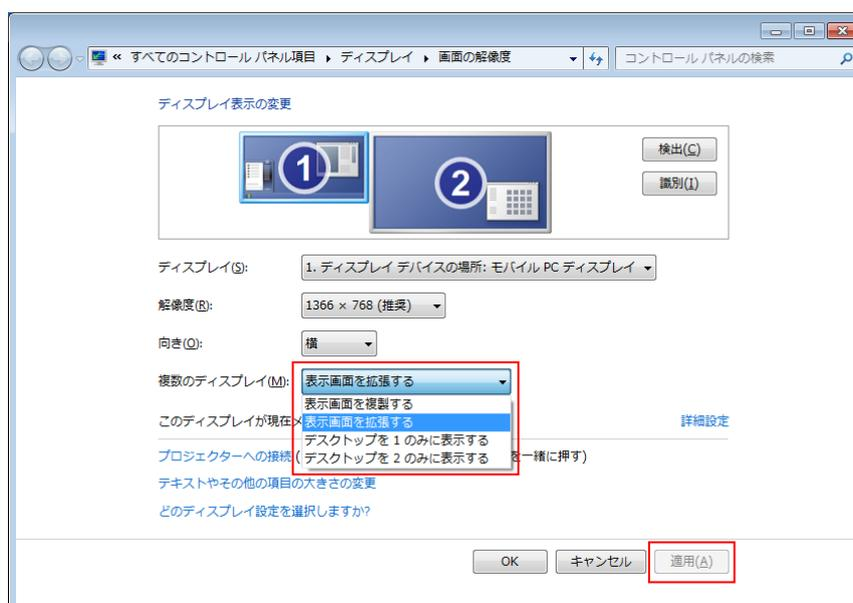 « すべてのコントロール パネル項目 ▸ ディスプレイ ▸ 画面の解像度
コントロール パネルの検索
ディスプレイ表示の変更
1
2
検出(C)
識別(I)
ディスプレイ(S): 1. ディスプレイ デバイスの場所: モバイル PC ディスプレイ
解像度(R): 1366 × 768 (推奨)
向き(O): 横
複数のディスプレイ(M): 表示画面を拡張する
表示画面を複製する
このディスプレイが現在メ 表示画面を拡張する 詳細設定
デスクトップを 1 のみに表示する
プロジェクターへの接続 ( デスクトップを 2 のみに表示する を一緒に押す)
テキストやその他の項目の大きさの変更
どのディスプレイ設定を選択しますか?
OK キャンセル 適用(A)